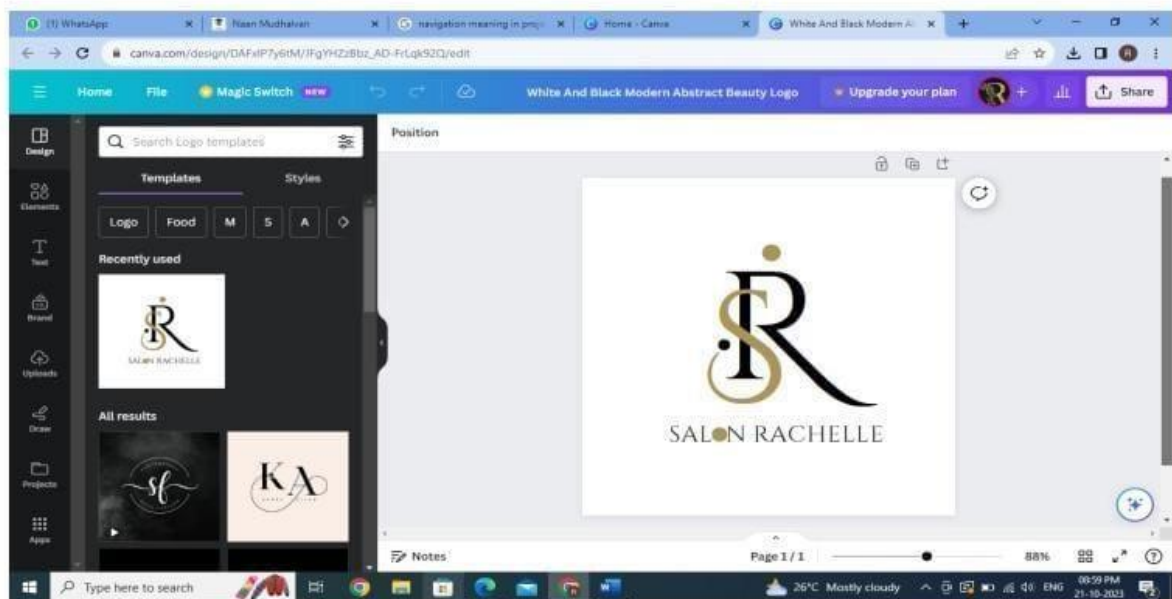 (1) WhatsApp
Naan Mudhalvan
navigation meaning in proj
Home - Canva
White And Black Modern A
canva.com/design/DAFxIP7y6tM/JFgYHZzBbz_AD-FrLqk92Q/edit
Home File Magic Switch NEW White And Black Modern Abstract Beauty Logo Upgrade your plan Share
Design
Elements
Text
Brand
Uploads
Draw
Projects
Apps
Search Logo templates
Templates Styles
Logo Food M S A
Recently used
SR
SALON RACHELLE
All results
sf
KA
Position
SR
SALON RACHELLE
Notes Page 1 / 1 88%
Type here to search 26°C Mostly cloudy ENG 08:59 PM
21-10-2023